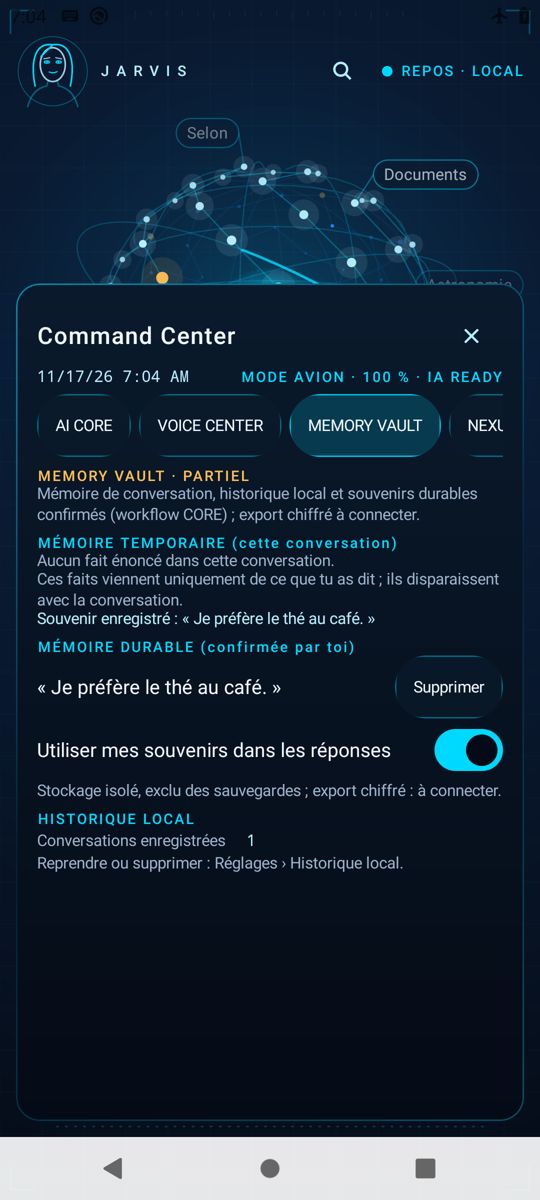 7:04
JARVIS
REPOS · LOCAL
Selon
Documents
Astronomie
Command Center
11/17/26 7:04 AM
MODE AVION · 100 % · IA READY
AI CORE
VOICE CENTER
MEMORY VAULT
NEXU
MEMORY VAULT · PARTIEL
Mémoire de conversation, historique local et souvenirs durables
confirmés (workflow CORE) ; export chiffré à connecter.
MÉMOIRE TEMPORAIRE (cette conversation)
Aucun fait énoncé dans cette conversation.
Ces faits viennent uniquement de ce que tu as dit ; ils disparaissent
avec la conversation.
Souvenir enregistré : « Je préfère le thé au café. »
MÉMOIRE DURABLE (confirmée par toi)
« Je préfère le thé au café. »
Supprimer
Utiliser mes souvenirs dans les réponses
Stockage isolé, exclu des sauvegardes ; export chiffré : à connecter.
HISTORIQUE LOCAL
Conversations enregistrées 1
Reprendre ou supprimer : Réglages › Historique local.